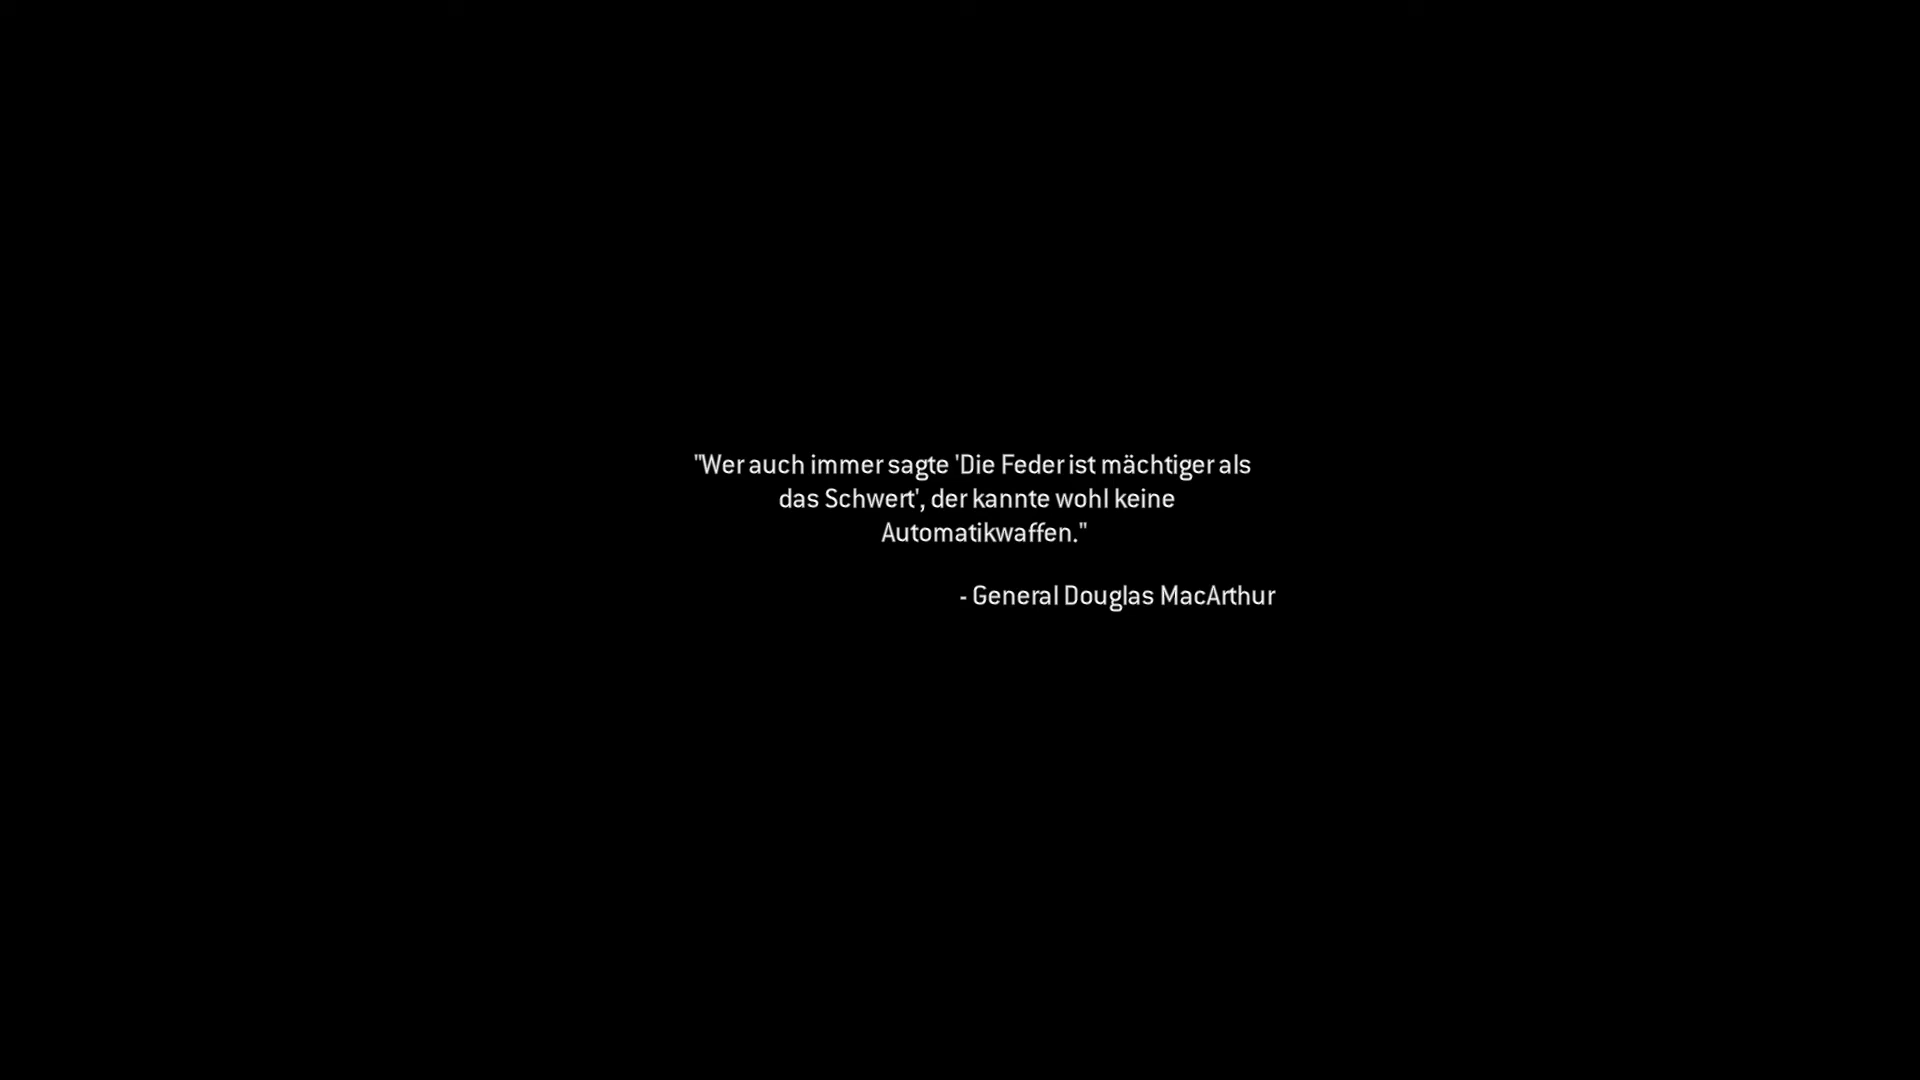 "Wer auch immer sagte 'Die Feder ist mächtiger als
das Schwert', der kannte wohl keine
Automatikwaffen."
- General Douglas MacArthur